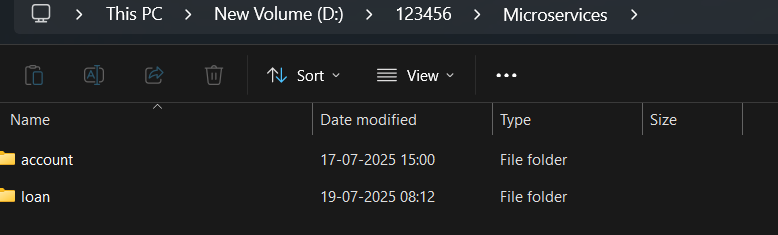 This PC > New Volume (D:) > 123456 > Microservices >
Sort View
Name Date modified Type Size
account 17-07-2025 15:00 File folder
loan 19-07-2025 08:12 File folder